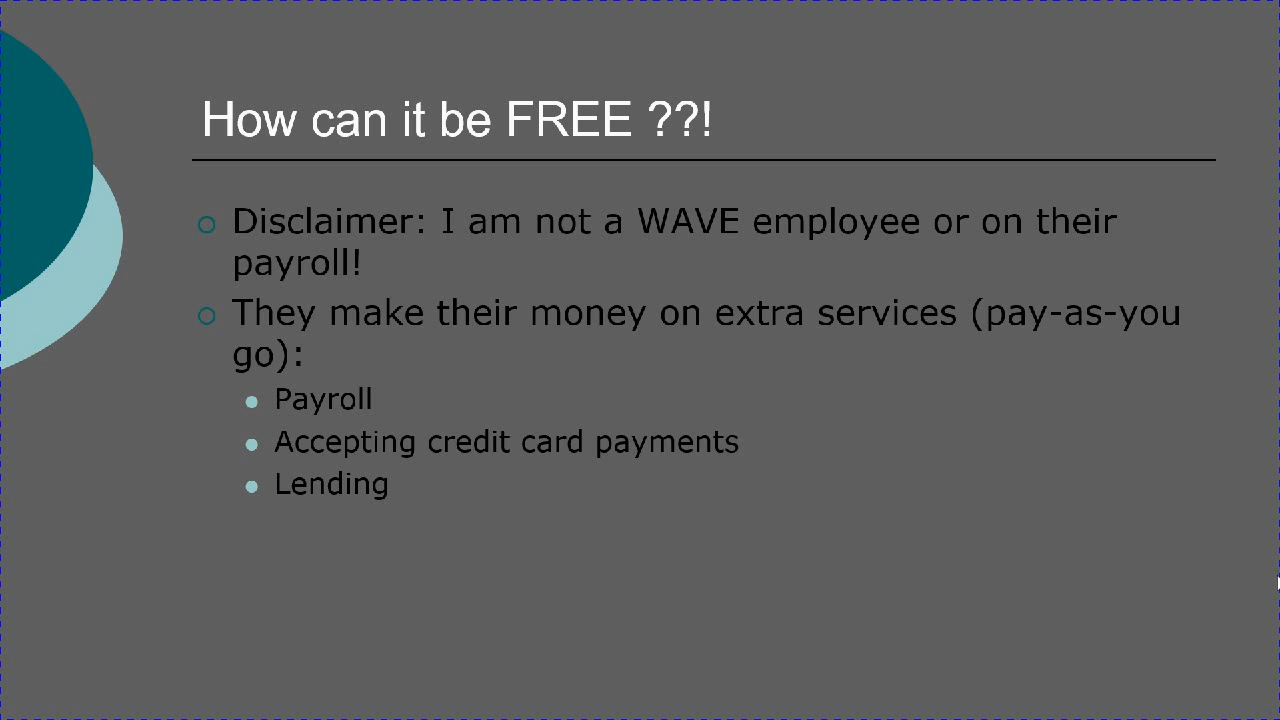 How can it be FREE ??!
Disclaimer: I am not a WAVE employee or on their
payroll!
They make their money on extra services (pay-as-you
go):
Payroll
Accepting credit card payments
Lending